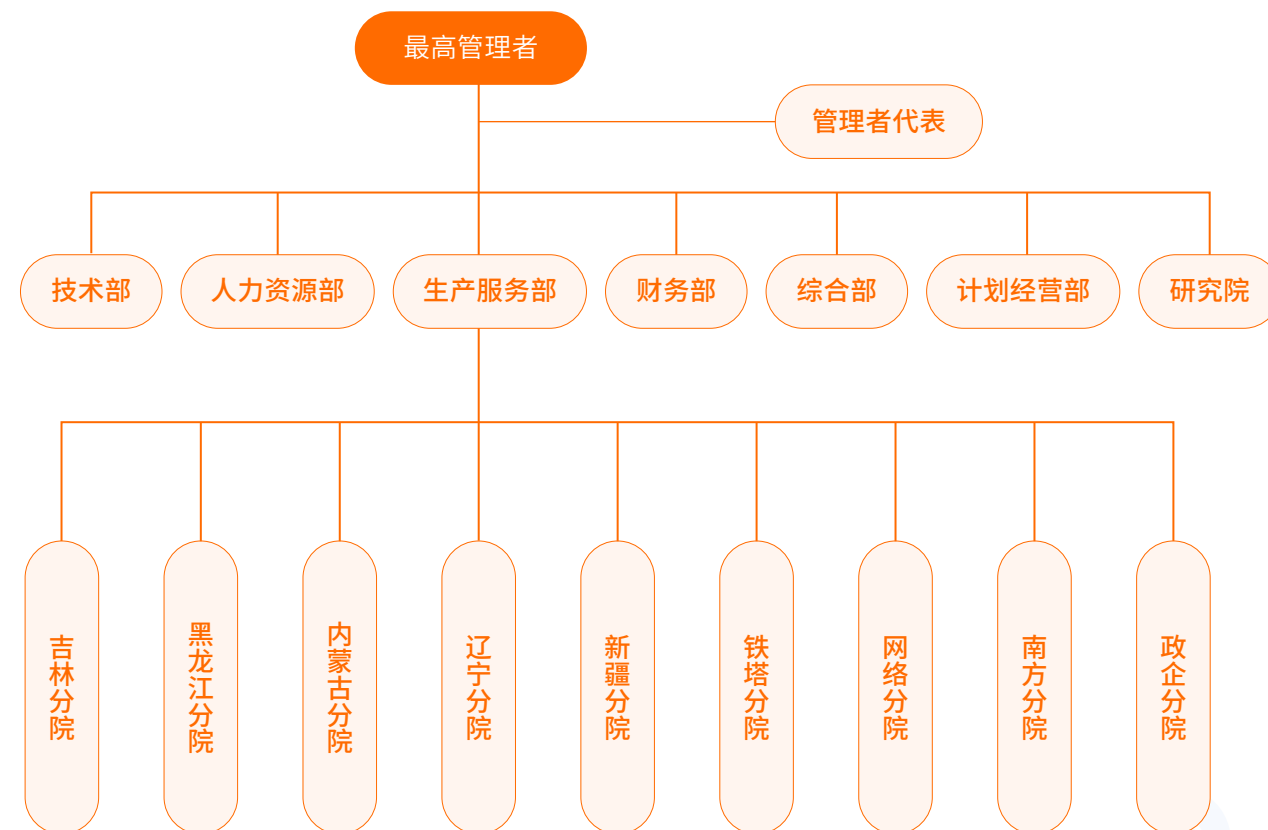 最高管理者
管理者代表
技术部
人力资源部
生产服务部
财务部
综合部
计划经营部
研究院
吉林分院
黑龙江分院
内蒙古分院
辽宁分院
新疆分院
铁塔分院
网络分院
南方分院
政企分院